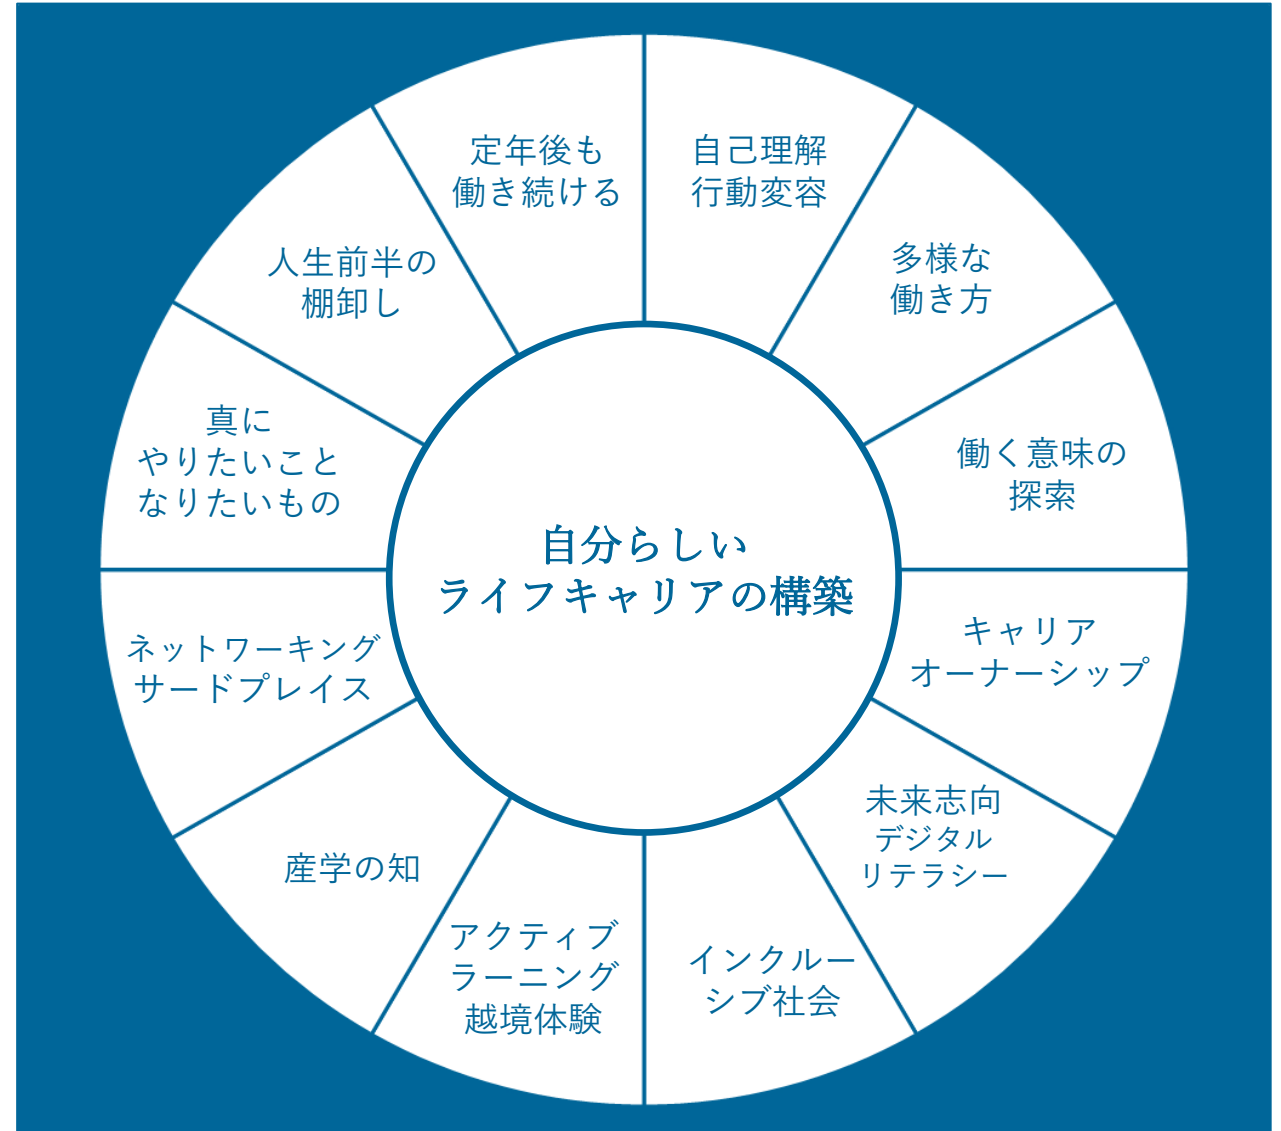 定年後も
働き続ける
自己理解
行動変容
多様な
働き方
働く意味の
探索
キャリア
オーナーシップ
未来志向
デジタル
リテラシー
インクルー
シブ社会
アクティブ
ラーニング
越境体験
産学の知
ネットワーキング
サードプレイス
真に
やりたいこと
なりたいもの
人生前半の
棚卸し
自分らしい
ライフキャリアの構築